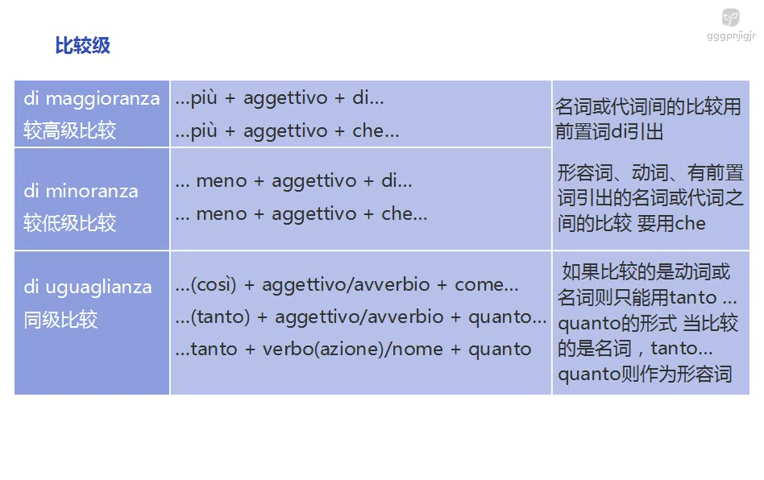 gggpnjigjr
比较级
di maggioranza
较高级比较
...più + aggettivo + di...
...più + aggettivo + che...
名词或代词间的比较用
前置词di引出
di minoranza
较低级比较
... meno + aggettivo + di...
... meno + aggettivo + che...
形容词、动词、有前置
词引出的名词或代词之
间的比较 要用che
di uguaglianza
同级比较
...(così) + aggettivo/avverbio + come...
...(tanto) + aggettivo/avverbio + quanto...
...tanto + verbo(azione)/nome + quanto
如果比较的是动词或
名词则只能用tanto ...
quanto的形式 当比较
的是名词，tanto...
quanto则作为形容词